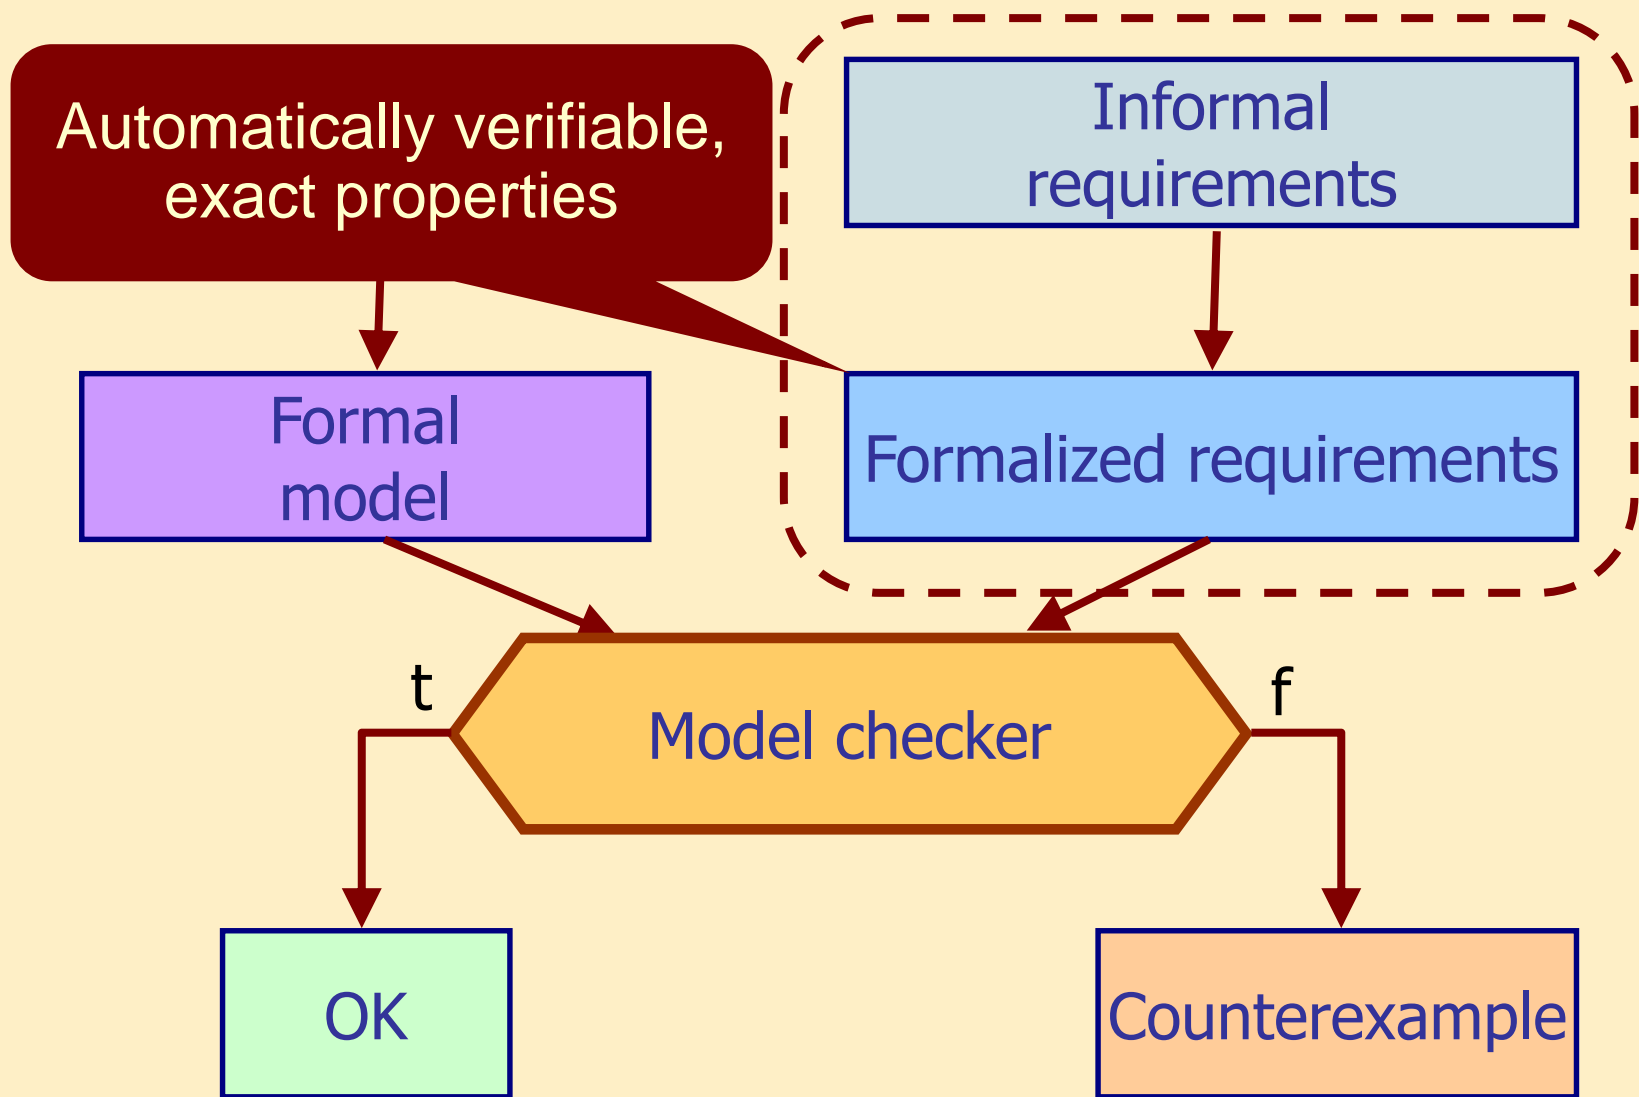 Automatically verifiable,
exact properties
Informal
requirements
Formal
model
Formalized requirements
t
f
Model checker
OK
Counterexample